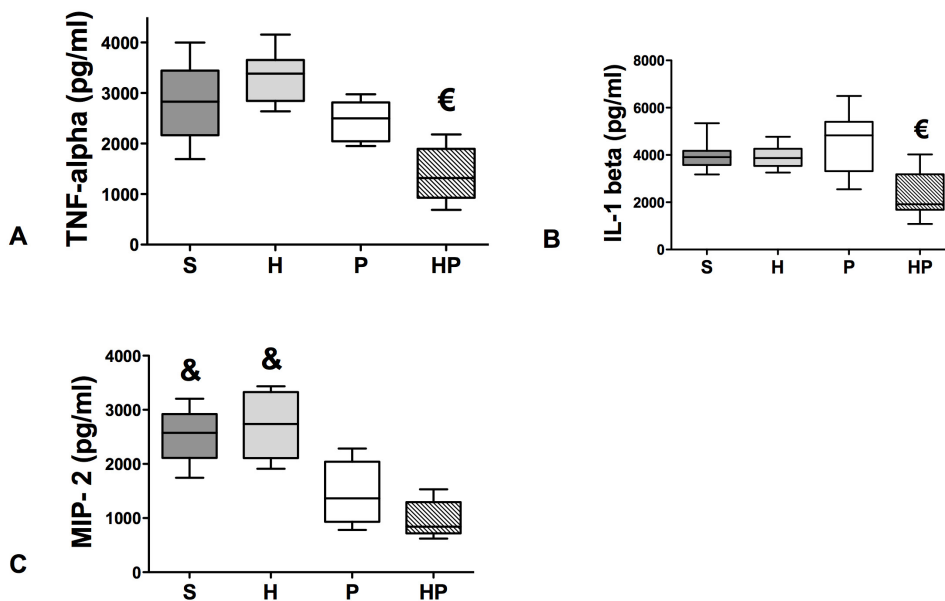 A
TNF-alpha (pg/ml)
4000
3000
2000
1000
0
€
S H P HP
B
IL-1 beta (pg/ml)
8000
6000
4000
2000
0
€
S H P HP
C
MIP- 2 (pg/ml)
4000
3000
2000
1000
0
& &
S H P HP